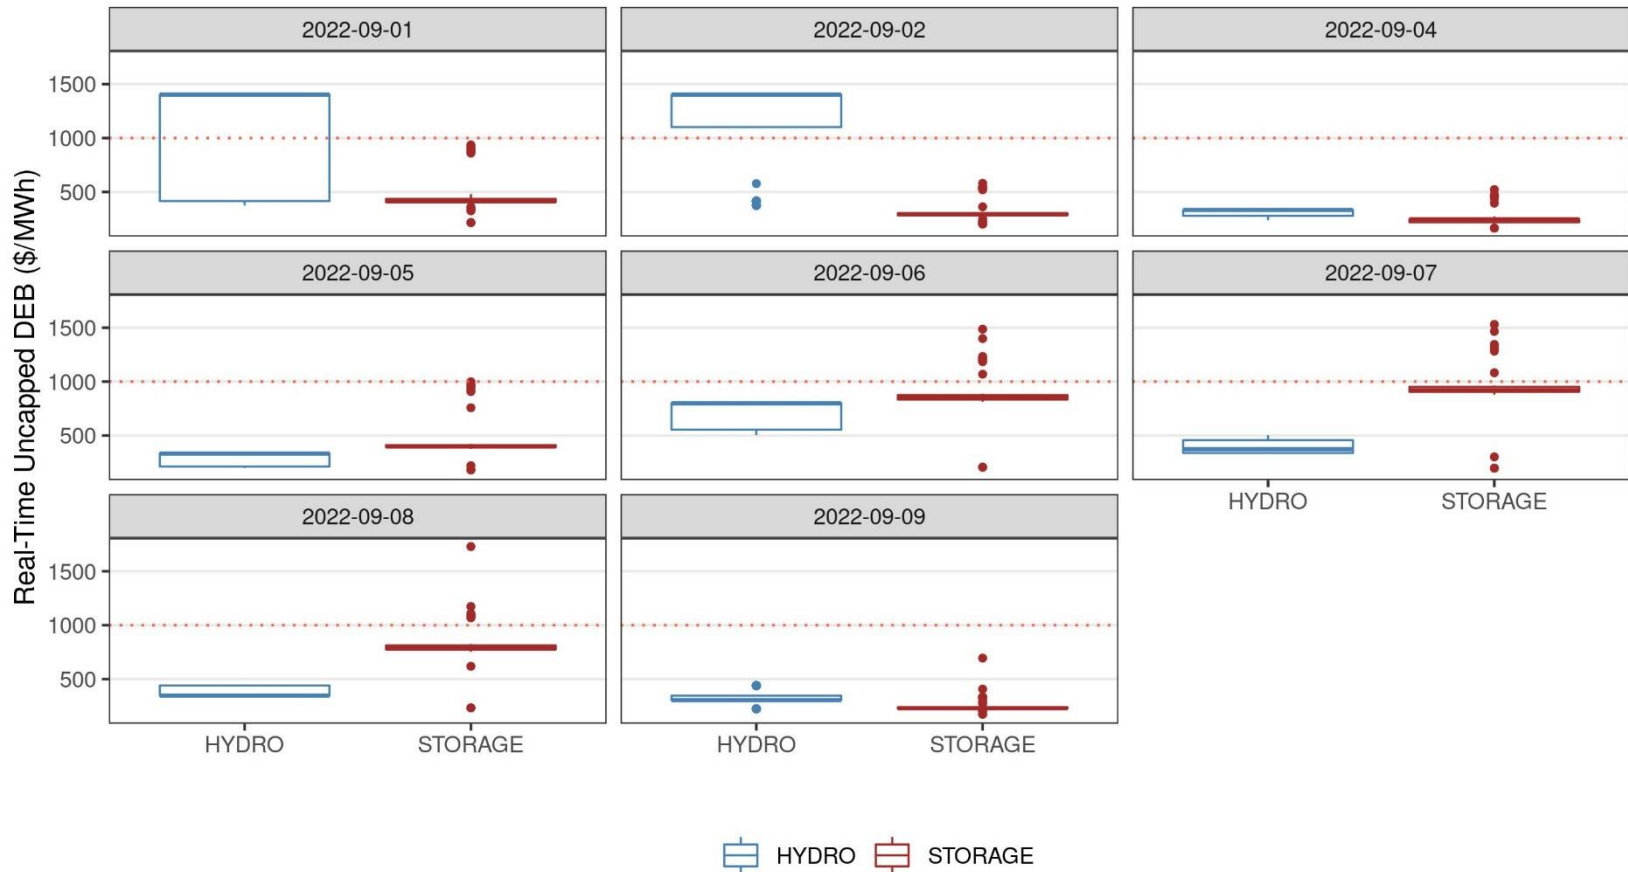 Real-Time Uncapped DEB ($/MWh)
2022-09-01
2022-09-02
2022-09-04
1500
1000
500
2022-09-05
2022-09-06
2022-09-07
1500
1000
500
HYDRO
STORAGE
2022-09-08
2022-09-09
1500
1000
500
HYDRO
STORAGE
HYDRO
STORAGE
HYDRO
STORAGE